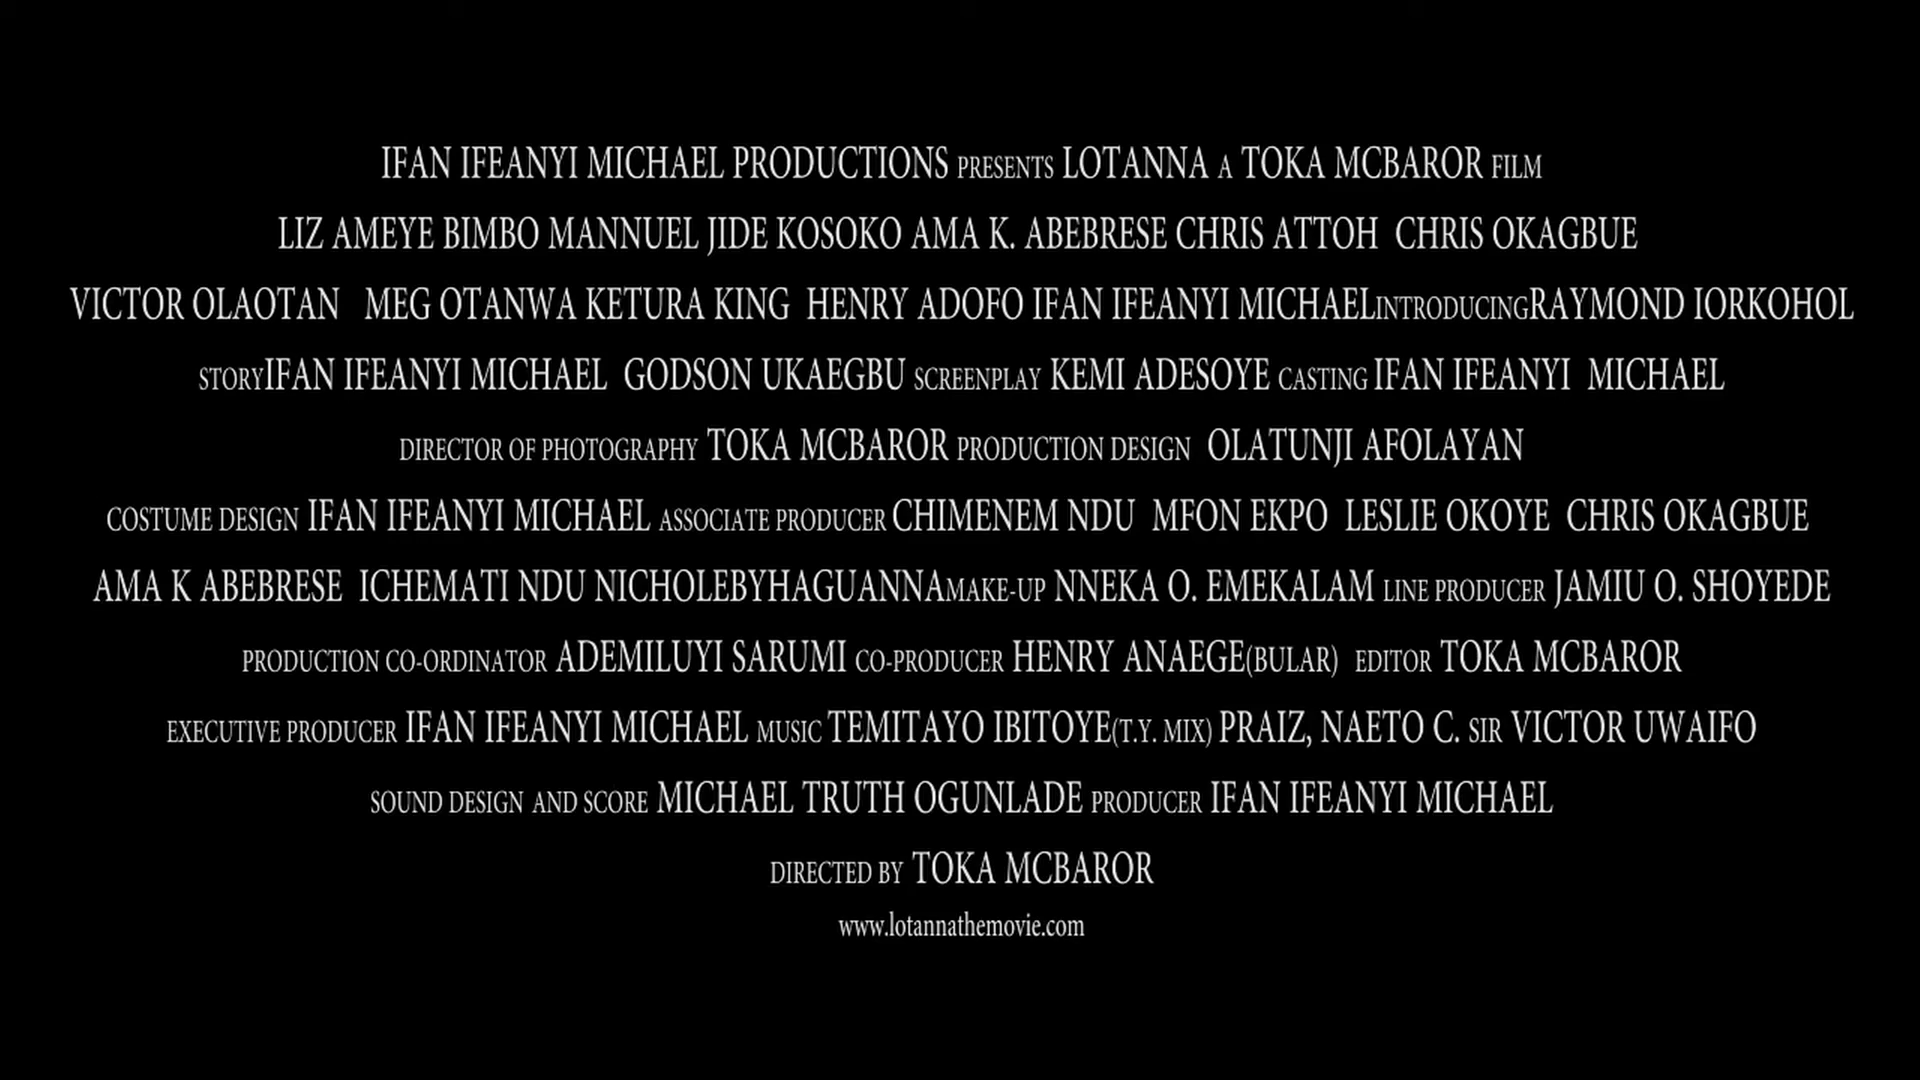 IFAN IFEANYI MICHAEL PRODUCTIONS PRESENTS LOTANNA A TOKA MCBAROR FILM
LIZ AMEYE BIMBO MANNUEL JIDE KOSOKO AMA K. ABEBRESE CHRIS ATTOH CHRIS OKAGBUE
VICTOR OLAOTAN MEG OTANWA KETURA KING HENRY ADOFO IFAN IFEANYI MICHAELINTRODUCINGRAYMOND IORKOHOL
STORYIFAN IFEANYI MICHAEL GODSON UKAEGBU SCREENPLAY KEMI ADESOYE CASTING IFAN IFEANYI MICHAEL
DIRECTOR OF PHOTOGRAPHY TOKA MCBAROR PRODUCTION DESIGN OLATUNJI AFOLAYAN
COSTUME DESIGN IFAN IFEANYI MICHAEL ASSOCIATE PRODUCER CHIMENEM NDU MFON EKPO LESLIE OKOYE CHRIS OKAGBUE
AMA K ABEBRESE ICHEMATI NDU NICHOLEBYHAGUANNAMAKE-UP NNEKA O. EMEKALAM LINE PRODUCER JAMIU O. SHOYEDE
PRODUCTION CO-ORDINATOR ADEMILUYI SARUMI CO-PRODUCER HENRY ANAEGE(BULAR) EDITOR TOKA MCBAROR
EXECUTIVE PRODUCER IFAN IFEANYI MICHAEL MUSIC TEMITAYO IBITOYE(T.Y. MIX) PRAIZ, NAETO C. SIR VICTOR UWAIFO
SOUND DESIGN AND SCORE MICHAEL TRUTH OGUNLADE PRODUCER IFAN IFEANYI MICHAEL
DIRECTED BY TOKA MCBAROR
www.lotannathemovie.com